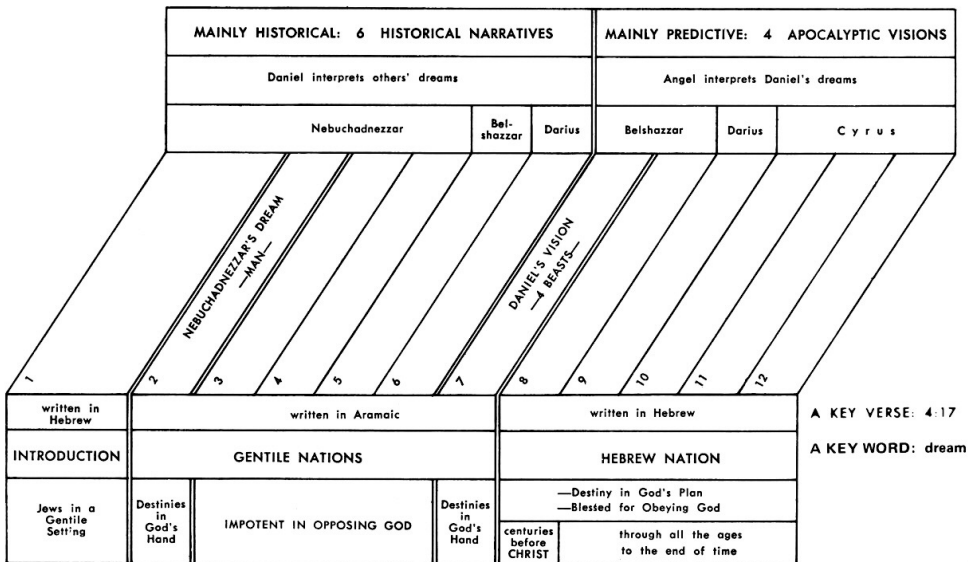 MAINLY HISTORICAL: 6 HISTORICAL NARRATIVES
MAINLY PREDICTIVE: 4 APOCALYPTIC VISIONS
Daniel interprets others' dreams
Angel interprets Daniel's dreams
Nebuchadnezzar
Bel-
shazzar
Darius
Belshazzar
Darius
Cyrus
NEBUCHADNEZZAR'S DREAM
—MAN—
DANIEL'S VISION
—4 BEASTS—
1
2
3
4
5
6
7
8
9
10
11
12
written in
Hebrew
written in Aramaic
written in Hebrew
A KEY VERSE: 4:17
INTRODUCTION
GENTILE NATIONS
HEBREW NATION
A KEY WORD: dream
Jews in a
Gentile
Setting
Destinies
in
God's
Hand
IMPOTENT IN OPPOSING GOD
Destinies
in
God's
Hand
—Destiny in God's Plan
—Blessed for Obeying God
centuries
before
CHRIST
through all the ages
to the end of time